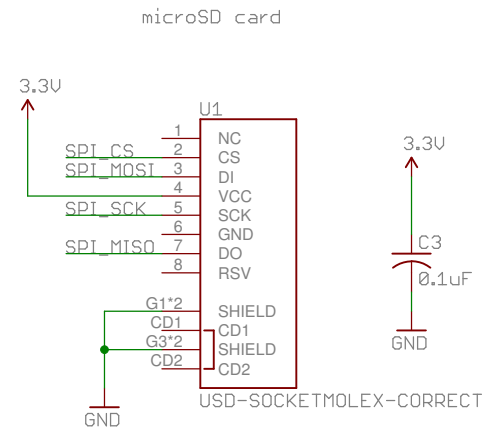 microSD card
3.3V
U1
1 NC
SPI_CS 2 CS
SPI_MOSI 3 DI
4 VCC
SPI_SCK 5 SCK
6 GND
SPI_MISO 7 DO
8 RSV
G1*2 SHIELD
CD1 CD1
G3*2 SHIELD
CD2 CD2
USD-SOCKETMOLEX-CORRECT
GND
3.3V
C3
0.1uF
GND